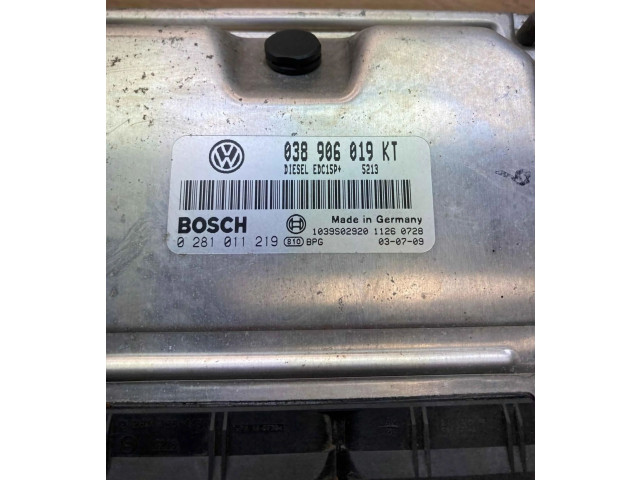 038 906 019 KT
DIESEL EDC15P+ 5213
BOSCH
Made in Germany
1039S02920 1126 0728
0 281 011 219 S10 BPG 03-07-09